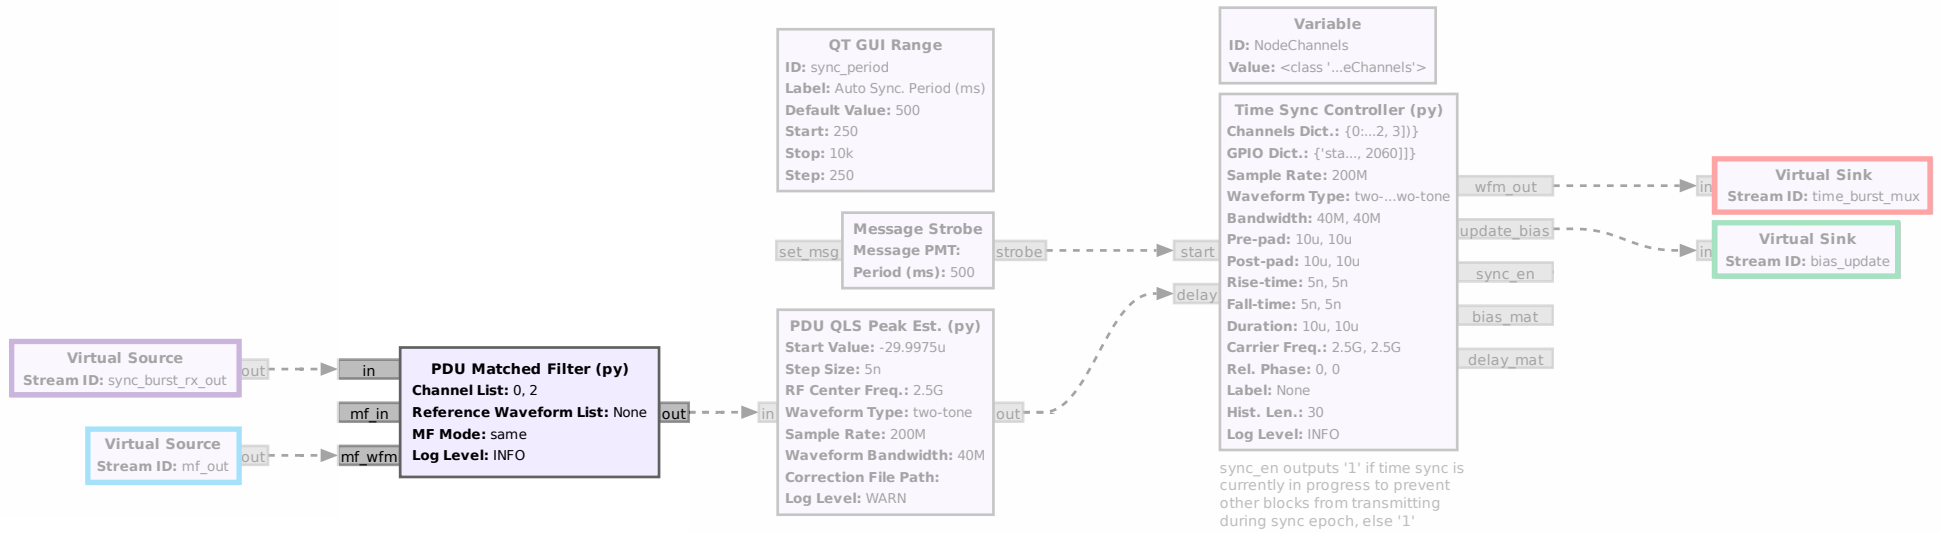 Virtual Source
Stream ID: sync_burst_rx_out
out
Virtual Source
Stream ID: mf_out
out
in
mf_in
mf_wfm
PDU Matched Filter (py)
Channel List: 0, 2
Reference Waveform List: None
MF Mode: same
Log Level: INFO
out
QT GUI Range
ID: sync_period
Label: Auto Sync. Period (ms)
Default Value: 500
Start: 250
Stop: 10k
Step: 250
set_msg
Message Strobe
Message PMT:
Period (ms): 500
strobe
in
PDU QLS Peak Est. (py)
Start Value: -29.9975u
Step Size: 5n
RF Center Freq.: 2.5G
Waveform Type: two-tone
Sample Rate: 200M
Waveform Bandwidth: 40M
Correction File Path:
Log Level: WARN
out
Variable
ID: NodeChannels
Value: <class '...eChannels'>
start
delay
Time Sync Controller (py)
Channels Dict.: {0:...2, 3])}
GPIO Dict.: {'sta..., 2060]]}
Sample Rate: 200M
Waveform Type: two-...wo-tone
Bandwidth: 40M, 40M
Pre-pad: 10u, 10u
Post-pad: 10u, 10u
Rise-time: 5n, 5n
Fall-time: 5n, 5n
Duration: 10u, 10u
Carrier Freq.: 2.5G, 2.5G
Rel. Phase: 0, 0
Label: None
Hist. Len.: 30
Log Level: INFO
wfm_out
update_bias
sync_en
bias_mat
delay_mat
sync_en outputs '1' if time sync is
currently in progress to prevent
other blocks from transmitting
during sync epoch, else '1'
in
Virtual Sink
Stream ID: time_burst_mux
in
Virtual Sink
Stream ID: bias_update